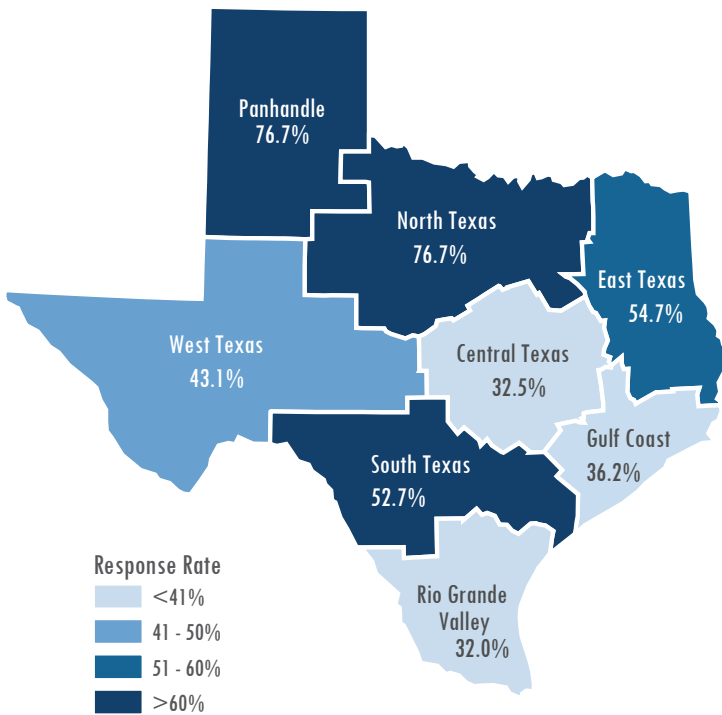 Panhandle
76.7%
North Texas
76.7%
East Texas
54.7%
West Texas
43.1%
Central Texas
32.5%
Gulf Coast
36.2%
South Texas
52.7%
Rio Grande
Valley
32.0%
Response Rate
<41%
41 - 50%
51 - 60%
>60%